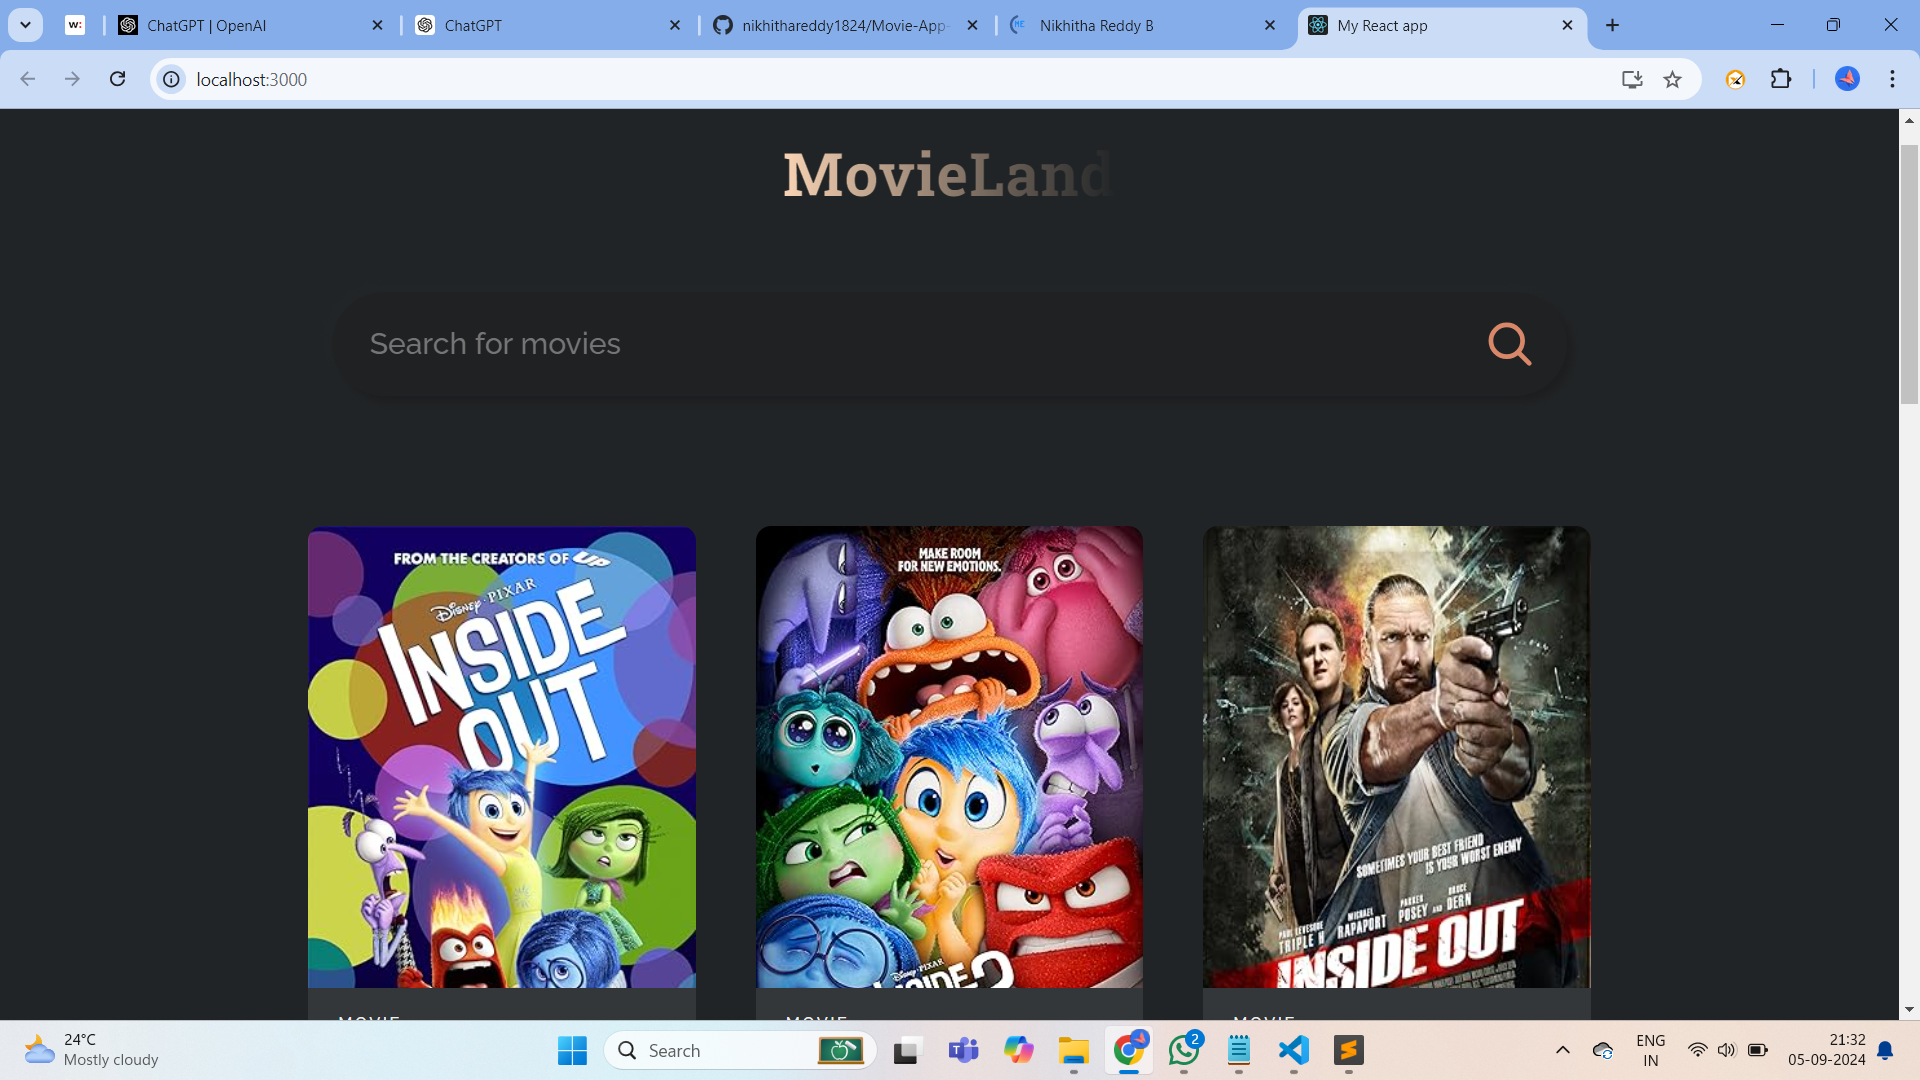 w:
ChatGPT | OpenAI
ChatGPT
nikhithareddy1824/Movie-App-
Nikhitha Reddy B
My React app
localhost:3000
MovieLand
Search for movies
FROM THE CREATORS OF UP
DISNEY · PIXAR
INSIDE
OUT
MAKE ROOM
FOR NEW EMOTIONS.
DISNEY · PIXAR
INSIDE 2
SOMETIMES YOUR BEST FRIEND
IS YOUR WORST ENEMY
PAUL LEVESQUE
TRIPLE H
MICHAEL
RAPAPORT
PARKER
POSEY
AND
BRUCE
DERN
INSIDE OUT
MOVIE
MOVIE
MOVIE
24°C
Mostly cloudy
Search
2
ENG
IN
21:32
05-09-2024